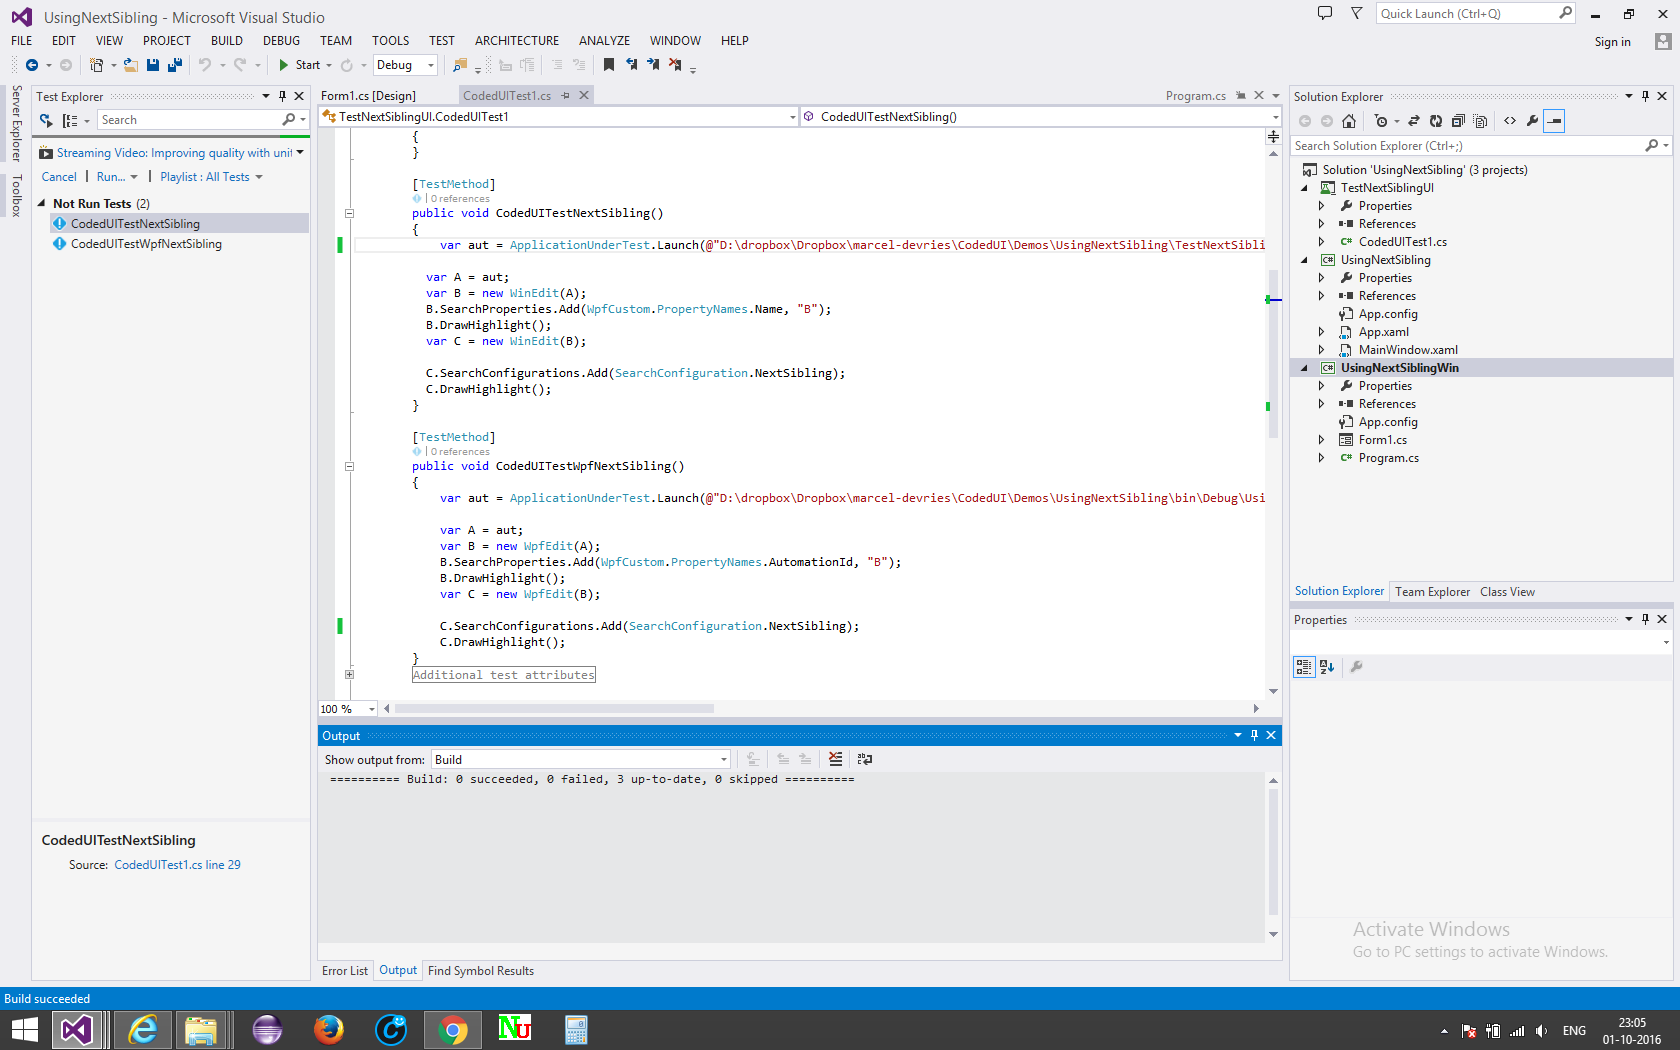 UsingNextSibling - Microsoft Visual Studio
Quick Launch (Ctrl+Q)
FILE EDIT VIEW PROJECT BUILD DEBUG TEAM TOOLS TEST ARCHITECTURE ANALYZE WINDOW HELP
Sign in
Start Debug
Server Explorer
Toolbox
Test Explorer
Search
Streaming Video: Improving quality with unit
Cancel | Run... | Playlist : All Tests
Not Run Tests (2)
CodedUITestNextSibling
CodedUITestWpfNextSibling
CodedUITestNextSibling
Source: CodedUITest1.cs line 29
Form1.cs [Design] CodedUITest1.cs Program.cs
TestNextSiblingUI.CodedUITest1 CodedUITestNextSibling()
{
}
[TestMethod]
| 0 references
public void CodedUITestNextSibling()
{
var aut = ApplicationUnderTest.Launch(@"D:\dropbox\Dropbox\marcel-devries\CodedUI\Demos\UsingNextSibling\TestNextSibli
var A = aut;
var B = new WinEdit(A);
B.SearchProperties.Add(WpfCustom.PropertyNames.Name, "B");
B.DrawHighlight();
var C = new WinEdit(B);
C.SearchConfigurations.Add(SearchConfiguration.NextSibling);
C.DrawHighlight();
}
[TestMethod]
| 0 references
public void CodedUITestWpfNextSibling()
{
var aut = ApplicationUnderTest.Launch(@"D:\dropbox\Dropbox\marcel-devries\CodedUI\Demos\UsingNextSibling\bin\Debug\Usi
var A = aut;
var B = new WpfEdit(A);
B.SearchProperties.Add(WpfCustom.PropertyNames.AutomationId, "B");
B.DrawHighlight();
var C = new WpfEdit(B);
C.SearchConfigurations.Add(SearchConfiguration.NextSibling);
C.DrawHighlight();
}
Additional test attributes
100 %
Output
Show output from: Build
========== Build: 0 succeeded, 0 failed, 3 up-to-date, 0 skipped ==========
Error List Output Find Symbol Results
Solution Explorer
Search Solution Explorer (Ctrl+;)
Solution 'UsingNextSibling' (3 projects)
TestNextSiblingUI
Properties
References
C# CodedUITest1.cs
C# UsingNextSibling
Properties
References
App.config
App.xaml
MainWindow.xaml
C# UsingNextSiblingWin
Properties
References
App.config
Form1.cs
C# Program.cs
Solution Explorer Team Explorer Class View
Properties
Activate Windows
Go to PC settings to activate Windows.
Build succeeded
NU
ENG
23:05
01-10-2016